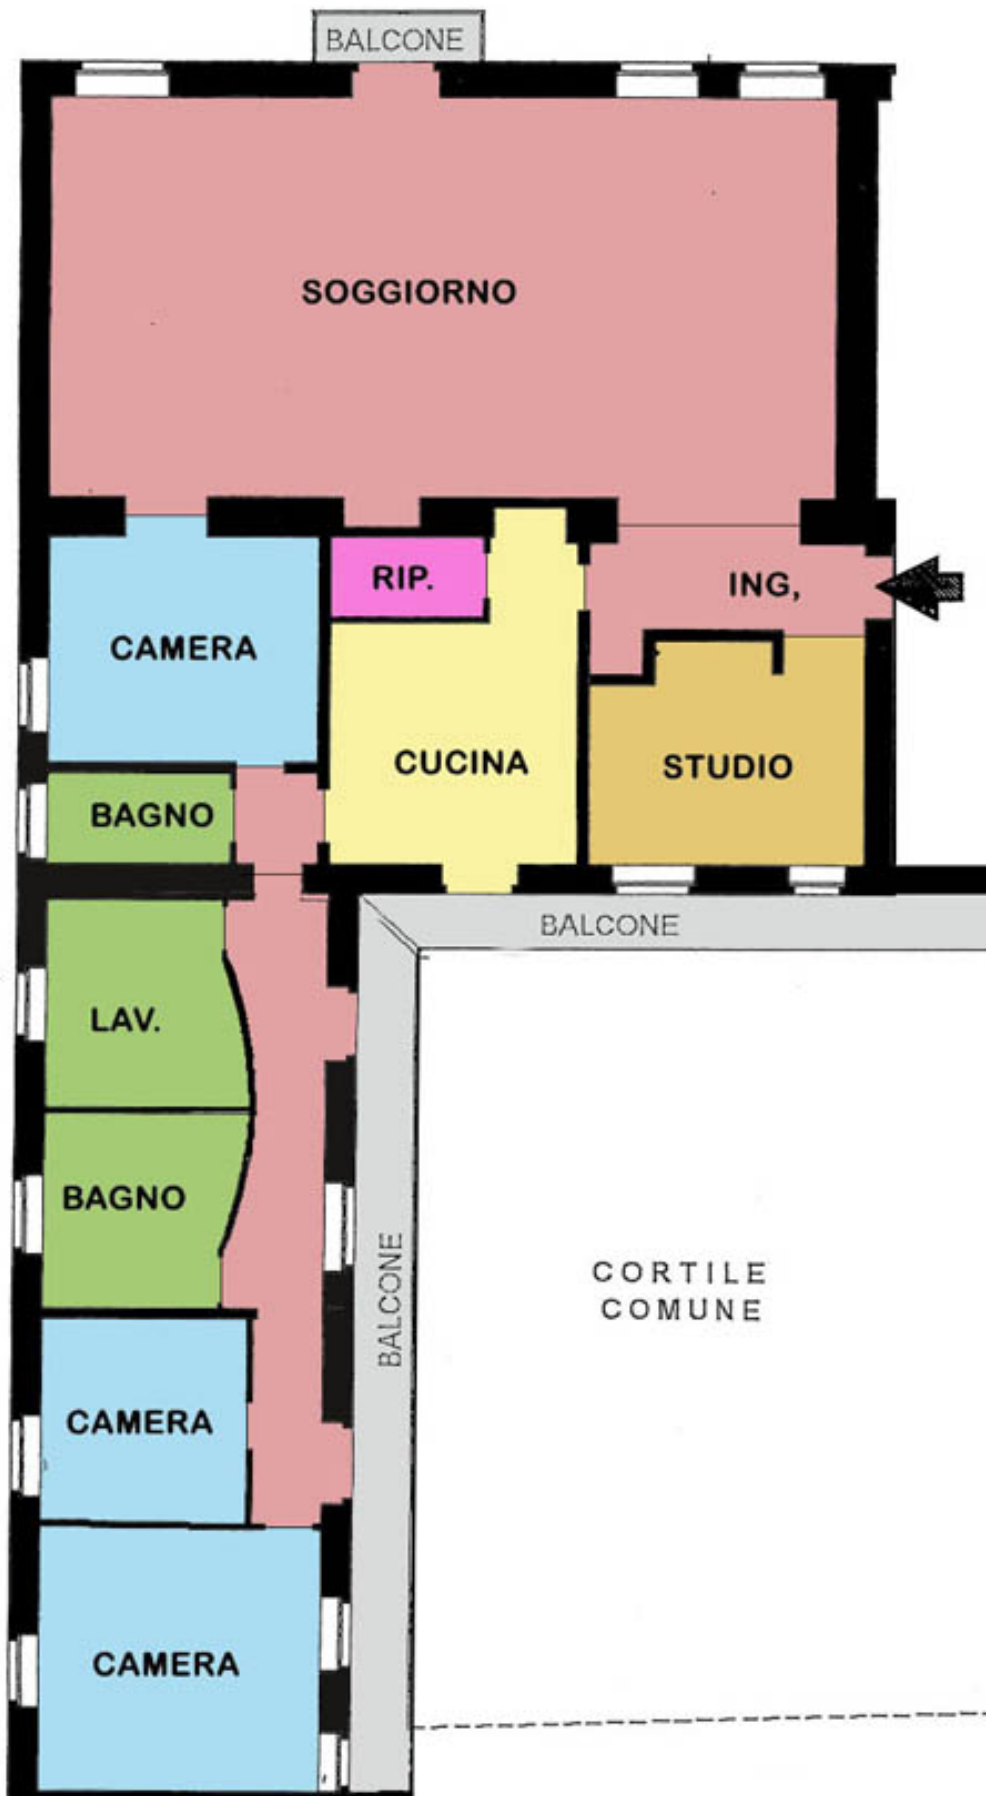 BALCONE
SOGGIORNO
RIP.
ING,
CAMERA
CUCINA
STUDIO
BAGNO
BALCONE
LAV.
BAGNO
BALCONE
CORTILE
COMUNE
CAMERA
CAMERA